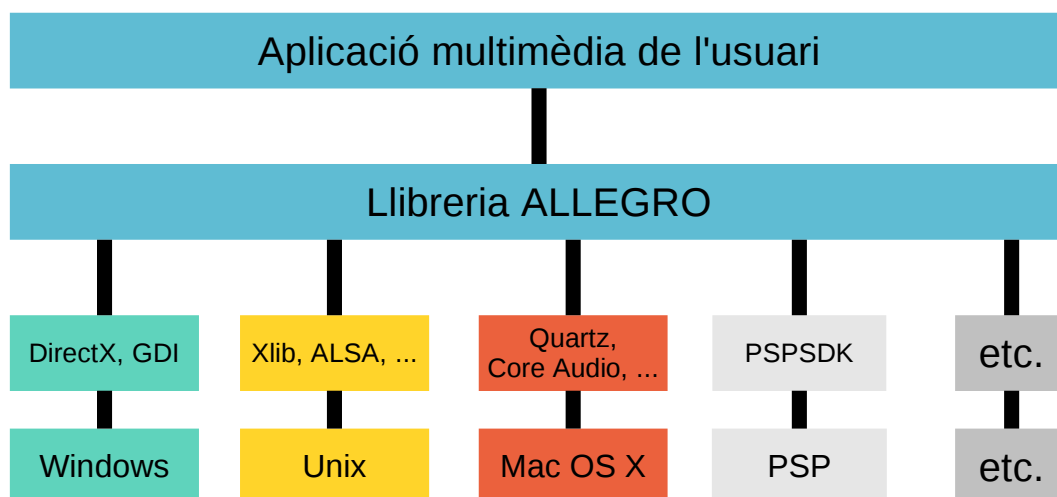 Aplicació multimèdia de l'usuari
Llibreria ALLEGRO
DirectX, GDI
Xlib, ALSA, ...
Quartz,
Core Audio, ...
PSPSDK
etc.
Windows
Unix
Mac OS X
PSP
etc.